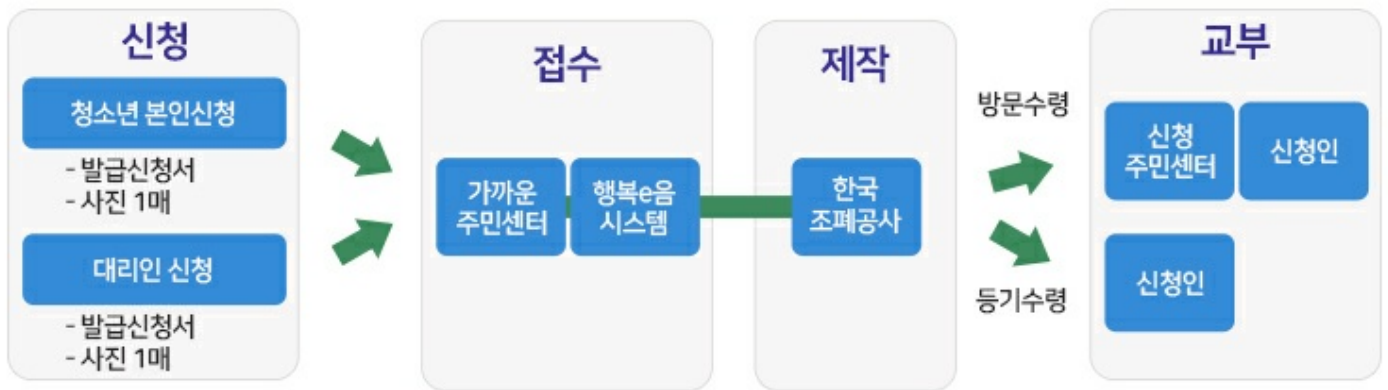 신청
청소년 본인신청
- 발급신청서
- 사진 1매
대리인 신청
- 발급신청서
- 사진 1매
접수
가까운
주민센터
행복e음
시스템
제작
한국
조폐공사
방문수령
등기수령
교부
신청
주민센터
신청인
신청인